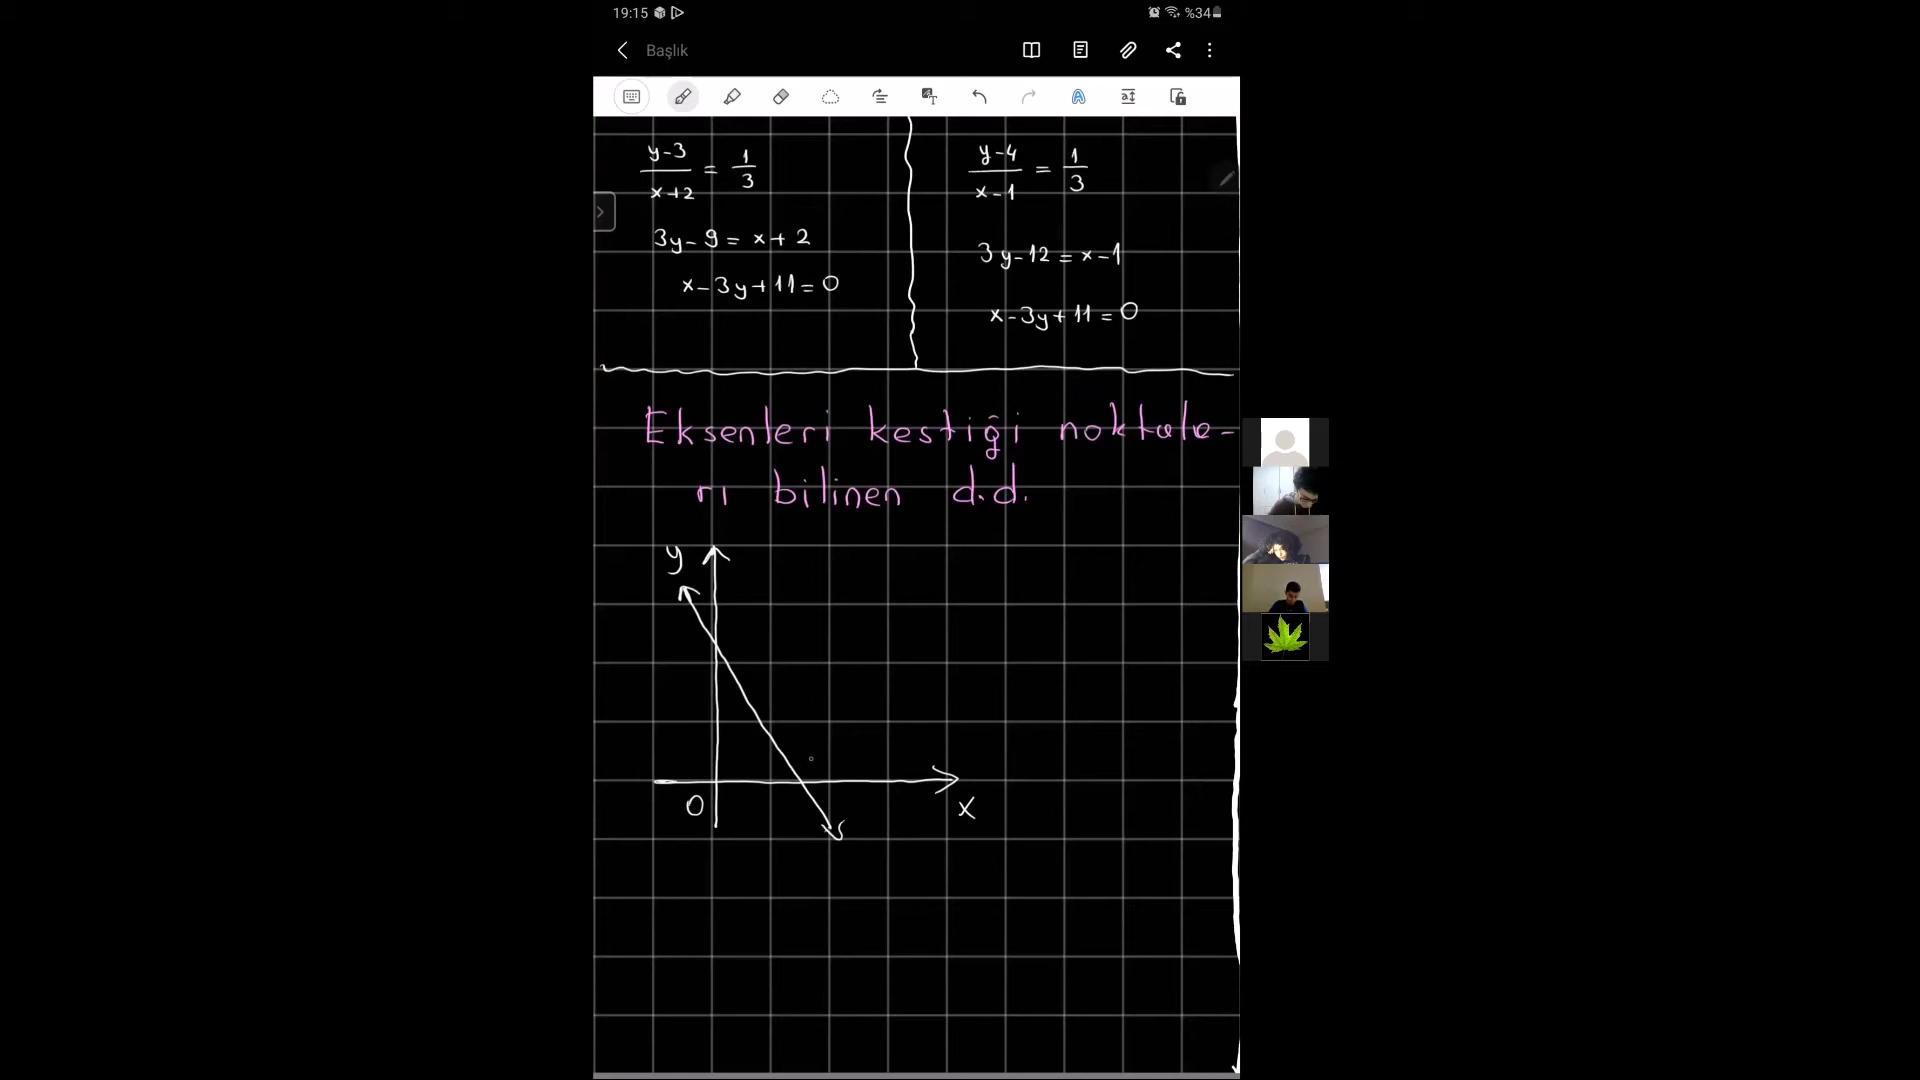 19:15 %34
Başlık
y-3 / x+2 = 1/3
3y-9=x+2
x-3y+11=0
y-4 / x-1 = 1/3
3y-12=x-1
x-3y+11=0
Eksenleri kestiği noktala-
rı bilinen d.d.
y
O
x